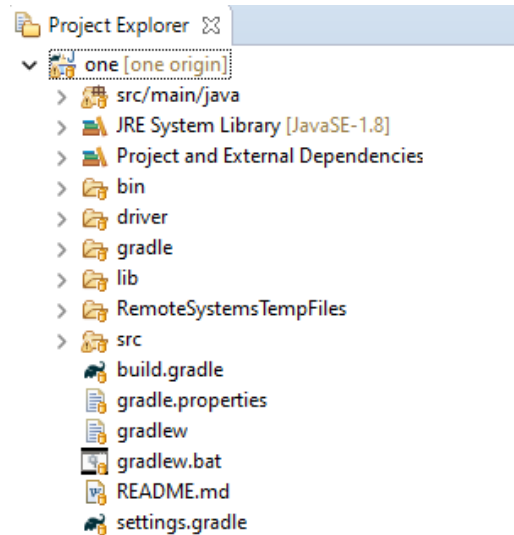 Project Explorer
one [one origin]
src/main/java
JRE System Library [JavaSE-1.8]
Project and External Dependencies
bin
driver
gradle
lib
RemoteSystemsTempFiles
src
build.gradle
gradle.properties
gradlew
gradlew.bat
README.md
settings.gradle